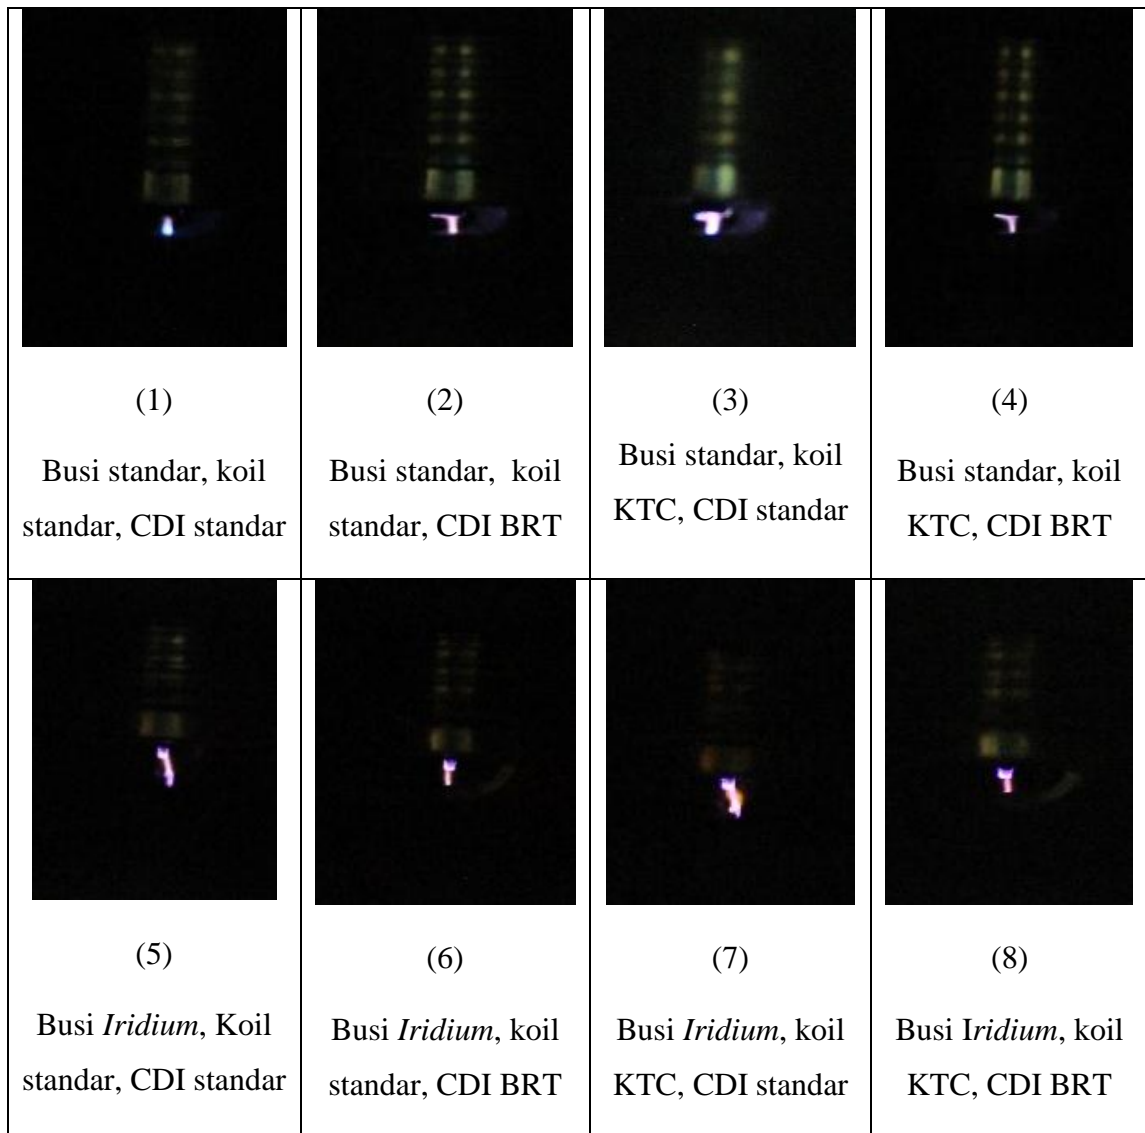 (1)
Busi standar, koil
standar, CDI standar
(2)
Busi standar, koil
standar, CDI BRT
(3)
Busi standar, koil
KTC, CDI standar
(4)
Busi standar, koil
KTC, CDI BRT
(5)
Busi Iridium, Koil
standar, CDI standar
(6)
Busi Iridium, koil
standar, CDI BRT
(7)
Busi Iridium, koil
KTC, CDI standar
(8)
Busi Iridium, koil
KTC, CDI BRT